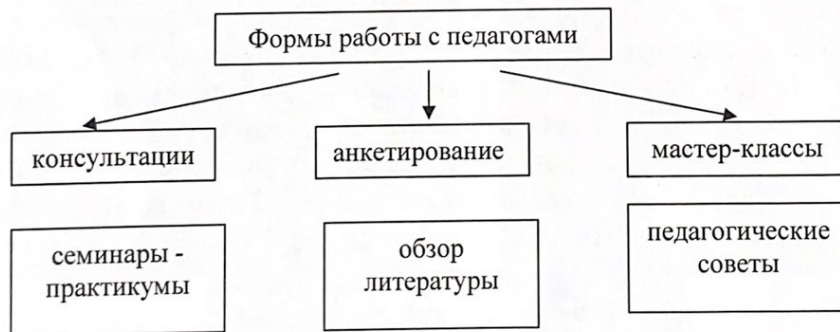 Формы работы с педагогами
консультации
анкетирование
мастер-классы
семинары -
практикумы
обзор
литературы
педагогические
советы